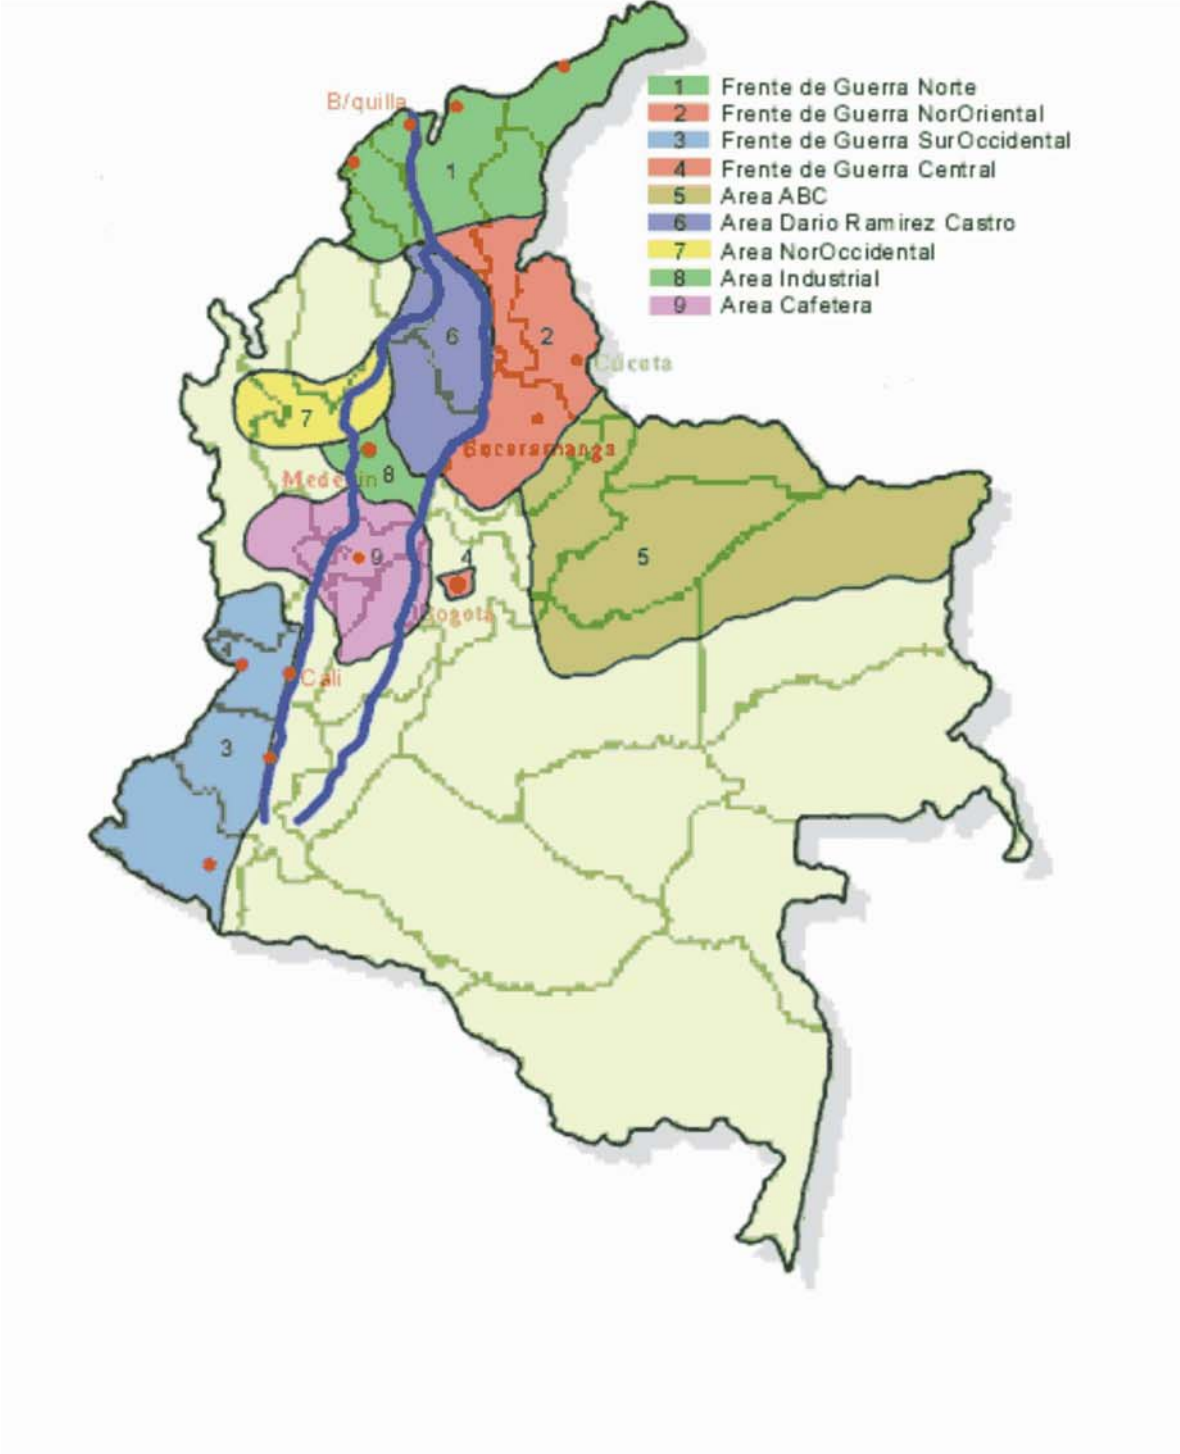 B/quilla
1 Frente de Guerra Norte
2 Frente de Guerra NorOriental
3 Frente de Guerra SurOccidental
4 Frente de Guerra Central
5 Area ABC
6 Area Dario Ramirez Castro
7 Area NorOccidental
8 Area Industrial
9 Area Cafetera
1
6
2
Cúcuta
7
Bucaramanga
Medellin
8
9
4
5
Bogotá
4
Cali
3